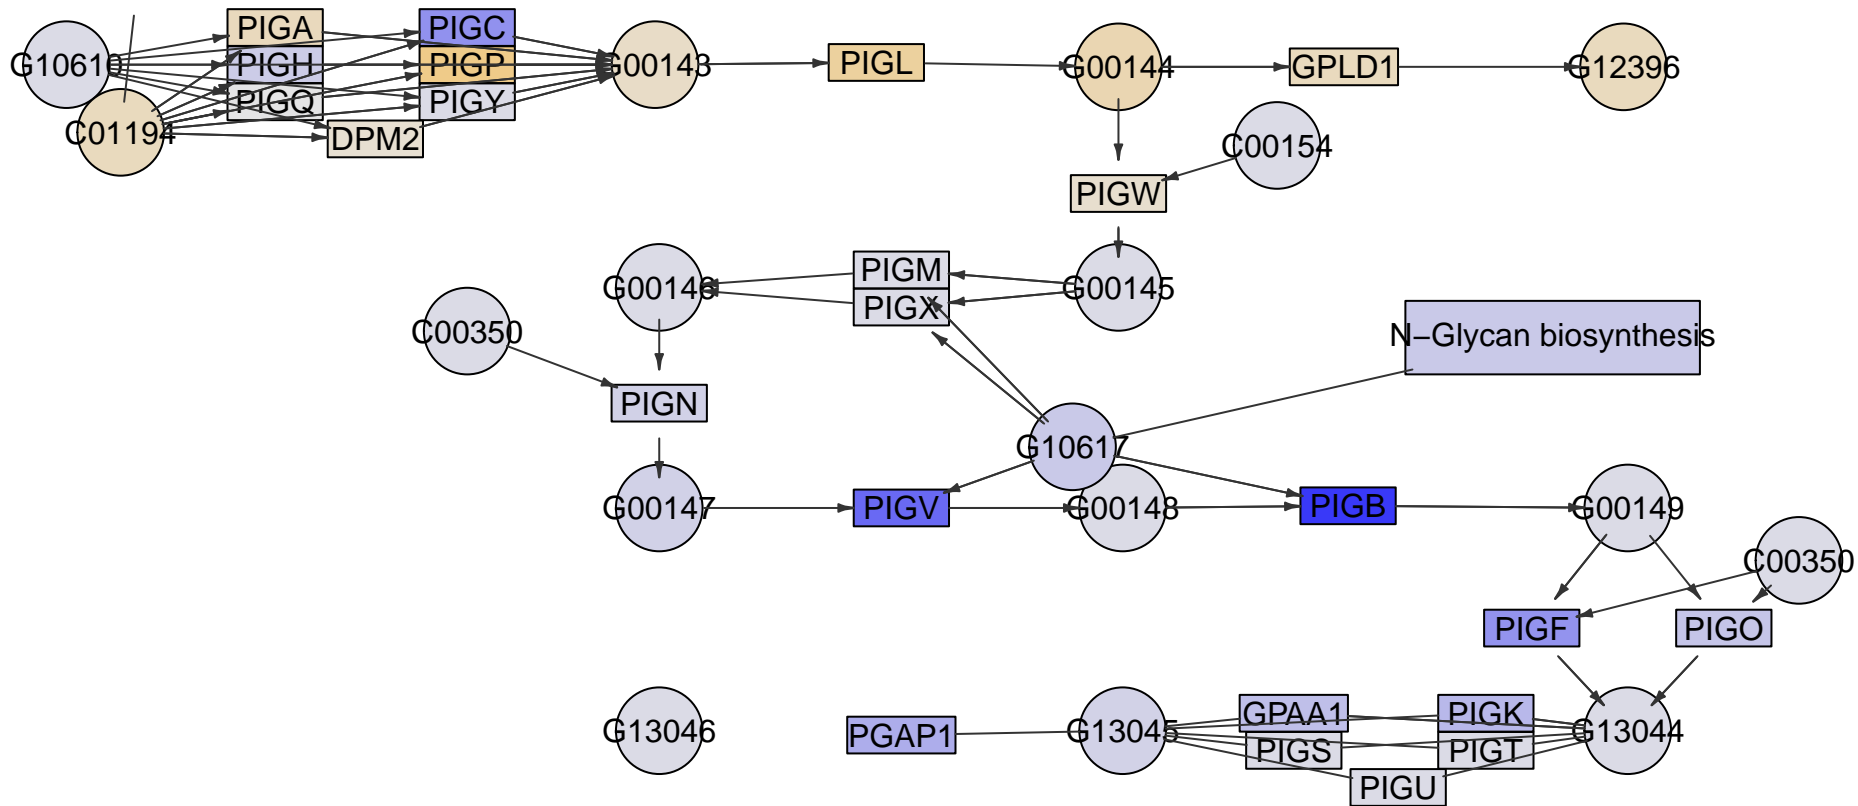 PIGA
PIGC
G10610
PIGH
PIGP
G00143
PIGL
G00144
GPLD1
G12396
PIGQ
PIGY
C01194
DPM2
C00154
PIGW
PIGM
G00146
G00145
PIGX
C00350
N−Glycan biosynthesis
PIGN
G10617
G00147
PIGV
G00148
PIGB
G00149
C00350
PIGF
PIGO
GPAA1
PIGK
G13046
PGAP1
G13045
G13044
PIGS
PIGT
PIGU